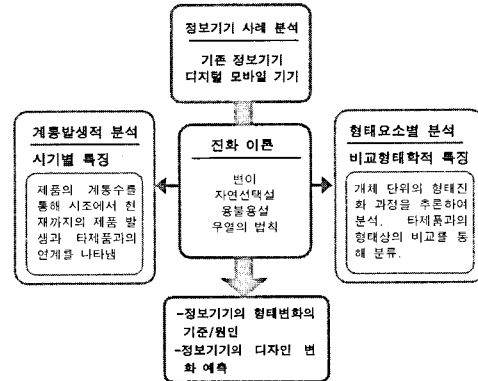 정보기기 사례 분석
기존 정보기기
디지털 모바일 기기
계통발생적 분석
시기별 특징
제품의 계통수를
통해 시조에서 현
재까지의 제품 발
생과 타제품과의
연계를 나타냄
진화 이론
변이
자연선택설
용불용설
우열의 법칙
형태요소별 분석
비교형태학적 특징
개체 단위의 형태진
화 과정을 추론하여
분석. 타제품과의
형태상의 비교를 통
해 분류.
-정보기기의 형태변화의
기준/원인
-정보기기의 디자인 변
화 예측